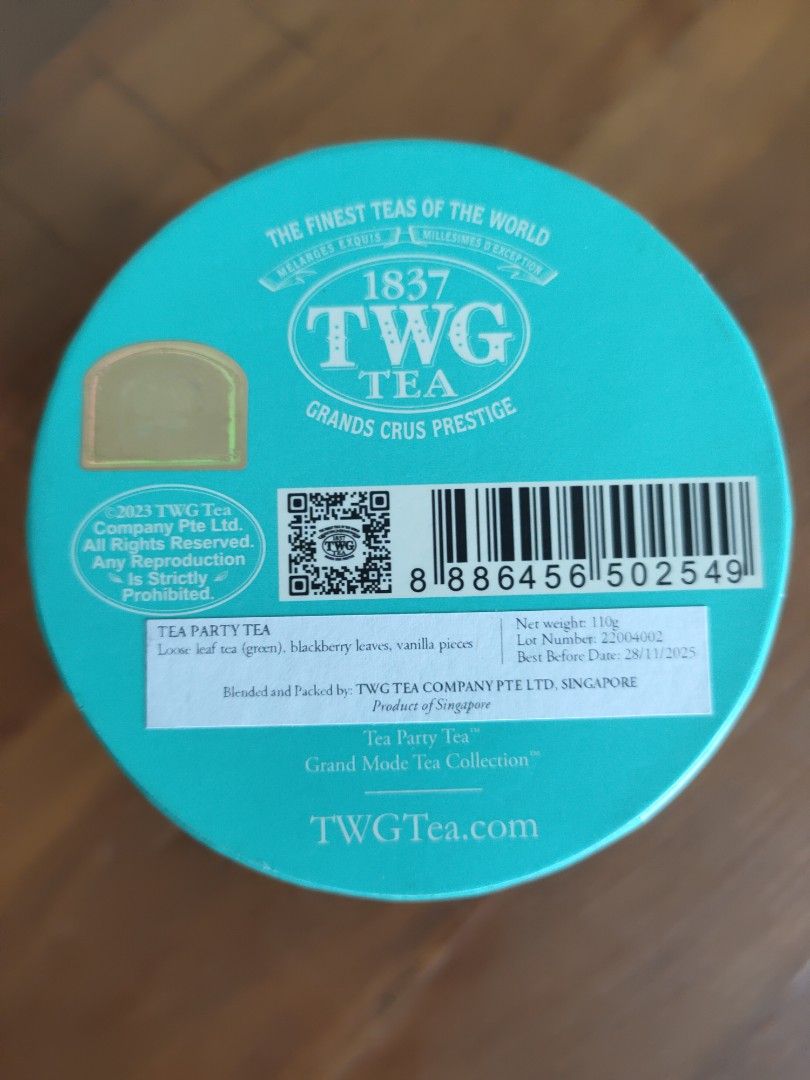 THE FINEST TEAS OF THE WORLD
MÉLANGES EXQUIS MILLÉSIMES D'EXCEPTION
1837
TWG
TEA
GRANDS CRUS PRESTIGE
©2023 TWG Tea
Company Pte Ltd.
All Rights Reserved.
Any Reproduction
Is Strictly
Prohibited.
TWG
8 886456 502549
TEA PARTY TEA
Loose leaf tea (green), blackberry leaves, vanilla pieces
Net weight: 110g
Lot Number: 22004002
Best Before Date: 28/11/2025
Blended and Packed by: TWG TEA COMPANY PTE LTD, SINGAPORE
Product of Singapore
Tea Party Tea™
Grand Mode Tea Collection™
TWGTea.com